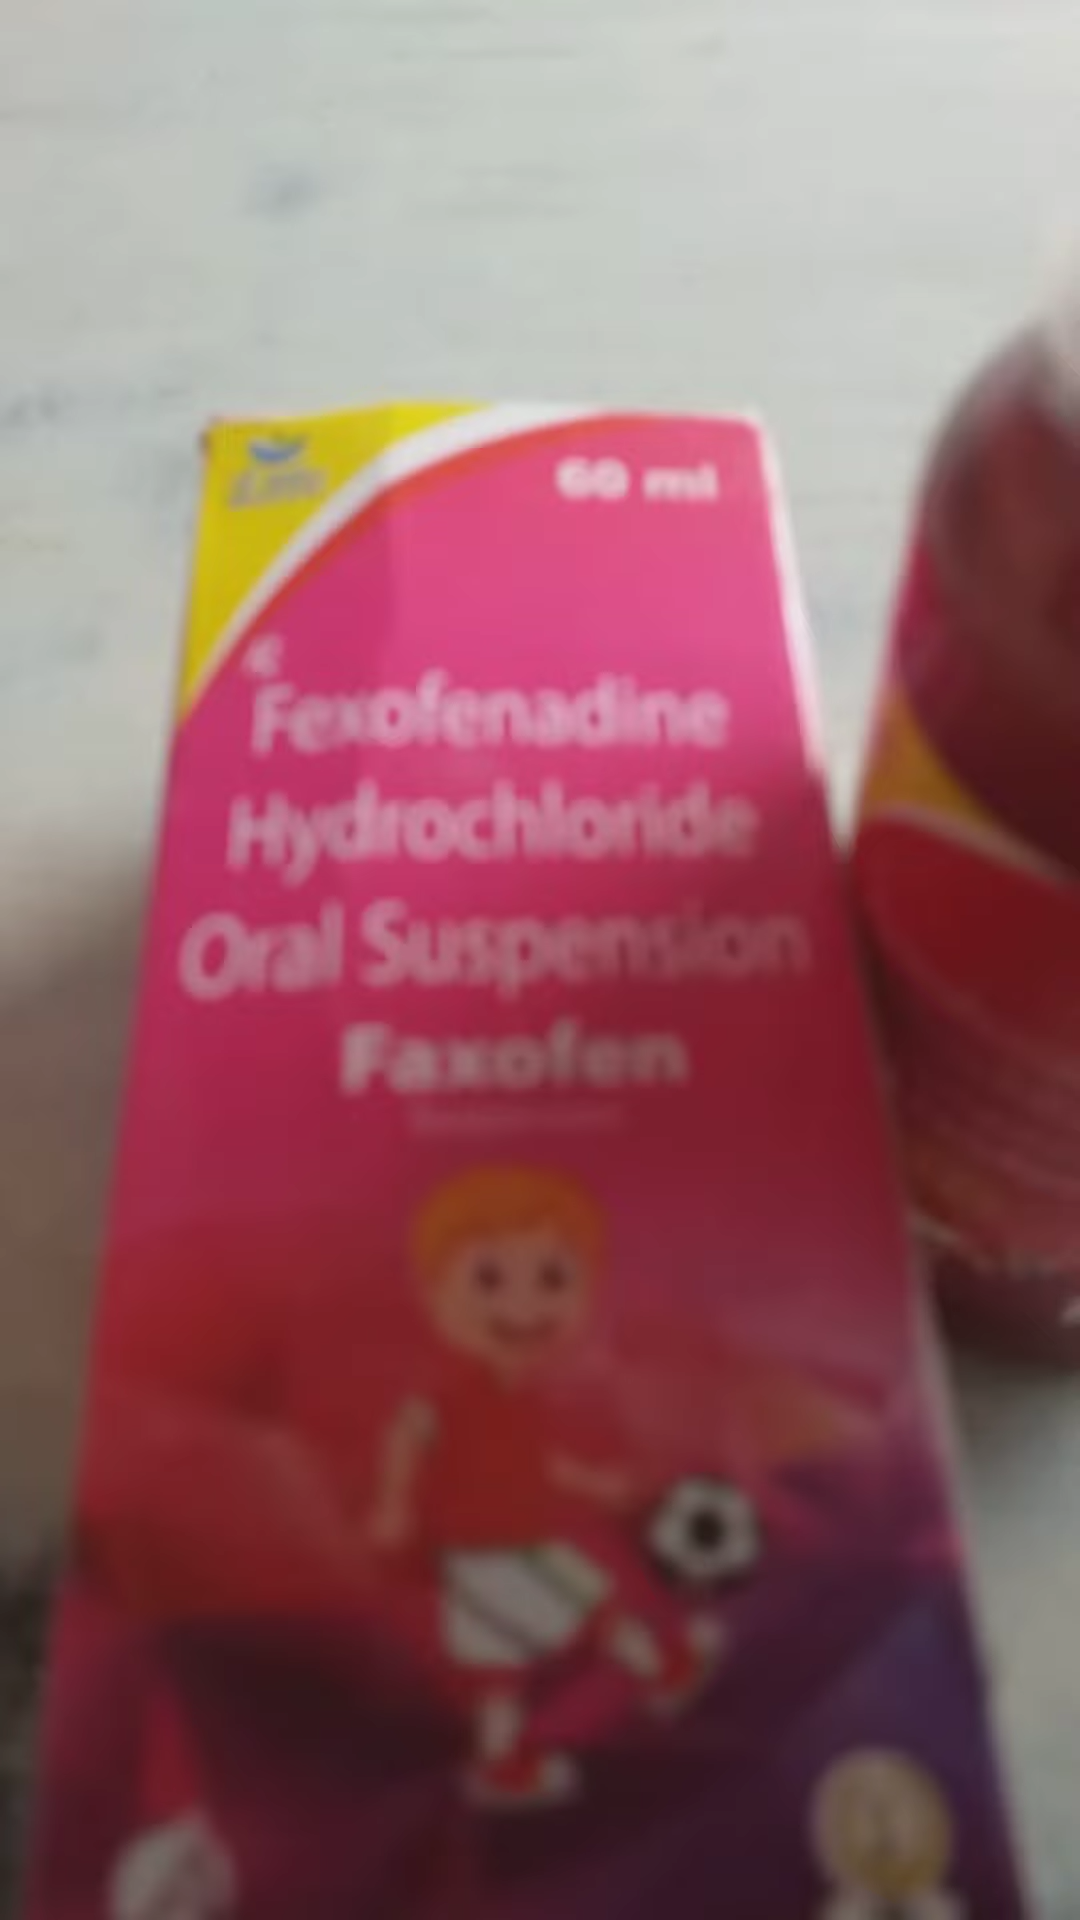 60 ml
Fexofenadine
Hydrochloride
Oral Suspension
Faxofen